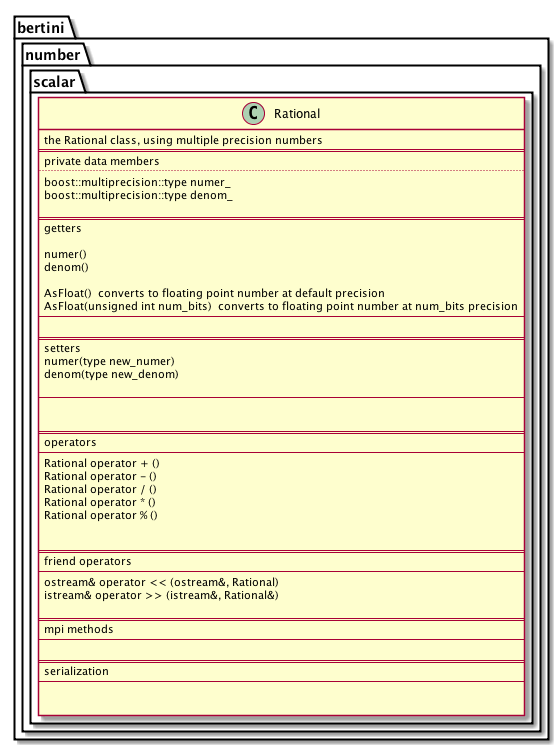 bertini
number
scalar
C Rational
the Rational class, using multiple precision numbers
private data members
boost::multiprecision::type numer_
boost::multiprecision::type denom_
getters
numer()
denom()
AsFloat()  converts to floating point number at default precision
AsFloat(unsigned int num_bits)  converts to floating point number at num_bits precision
setters
numer(type new_numer)
denom(type new_denom)
operators
Rational operator + ()
Rational operator - ()
Rational operator / ()
Rational operator * ()
Rational operator % ()
friend operators
ostream& operator << (ostream&, Rational)
istream& operator >> (istream&, Rational&)
mpi methods
serialization